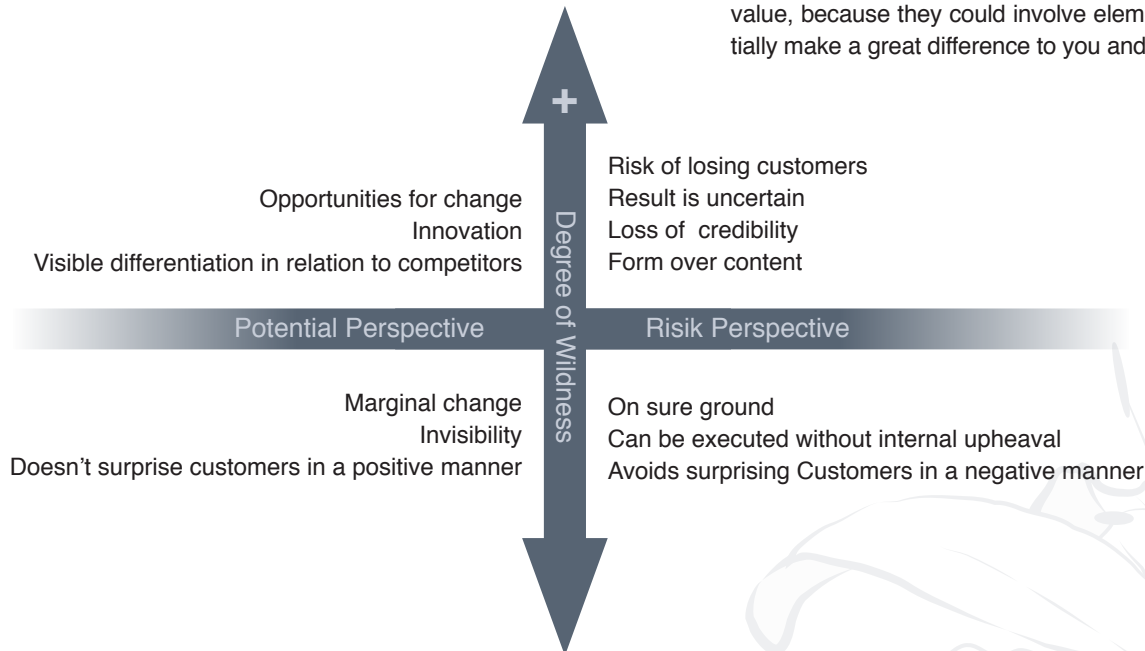 value, because they could involve elem
tially make a great difference to you and
+
Opportunities for change
Innovation
Visible differentiation in relation to competitors
Risk of losing customers
Result is uncertain
Loss of credibility
Form over content
Degree of Wildness
Potential Perspective
Risik Perspective
Marginal change
Invisibility
Doesn't surprise customers in a positive manner
On sure ground
Can be executed without internal upheaval
Avoids surprising Customers in a negative manner